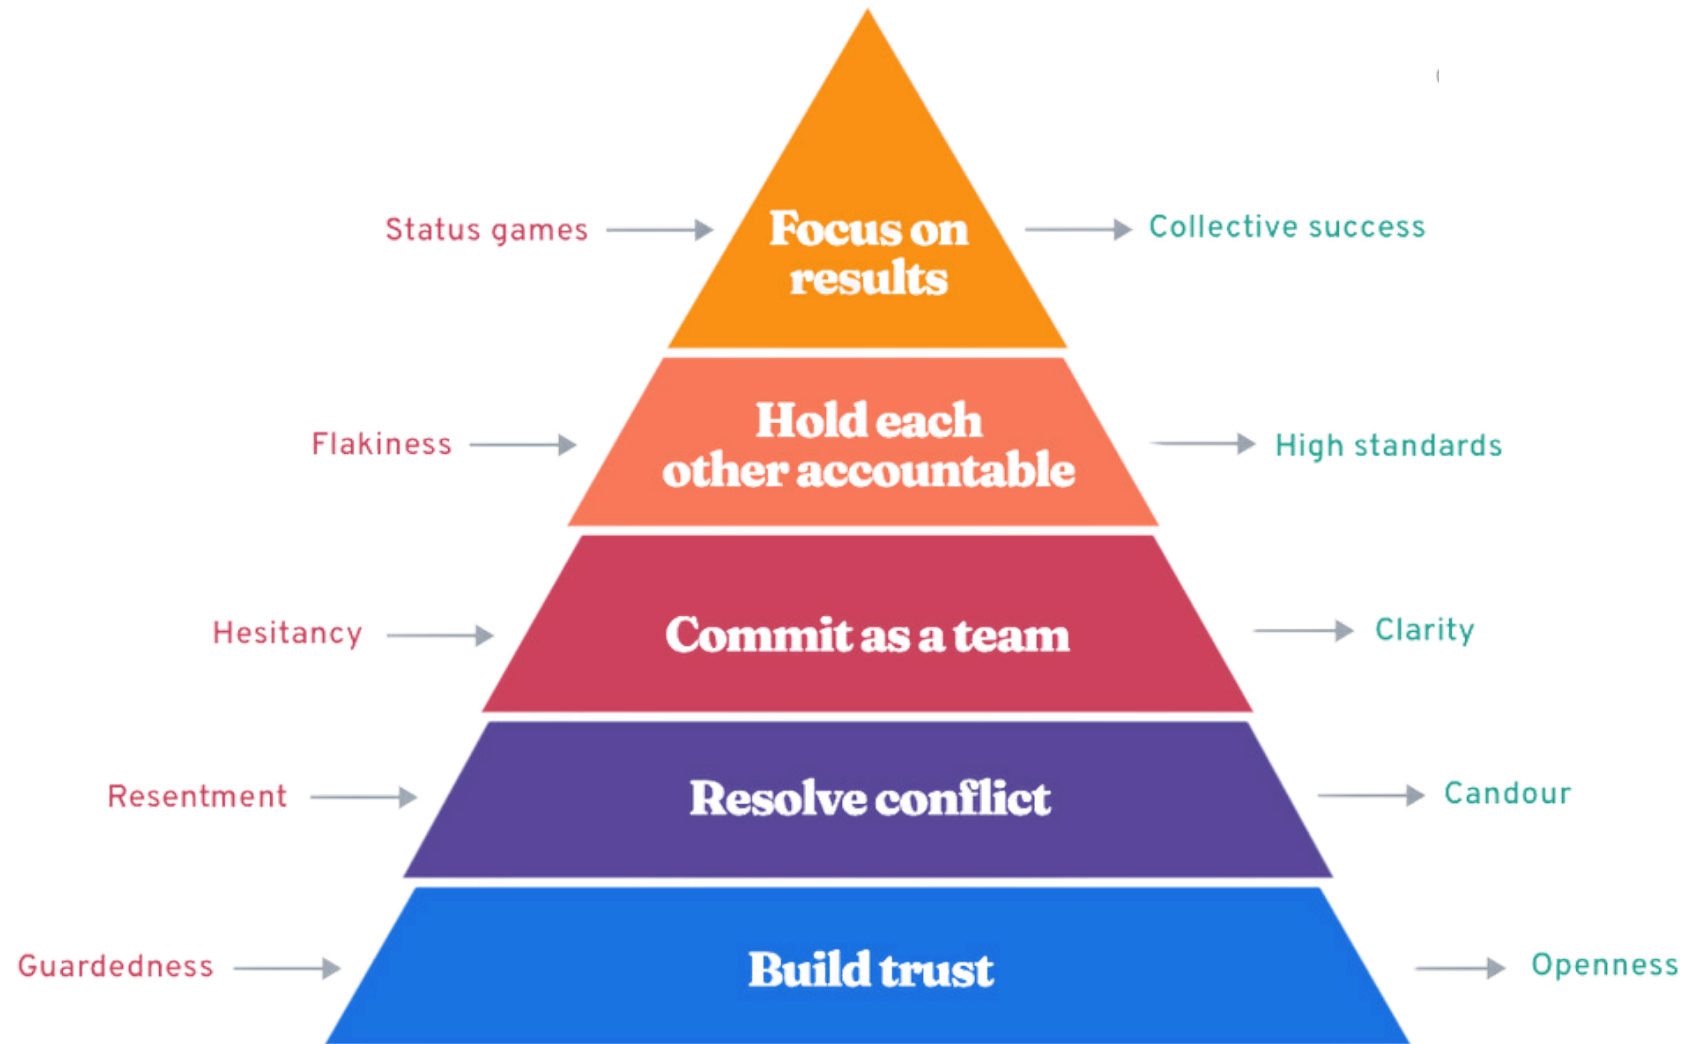 Status games
Focus on
results
Collective success
Flakiness
Hold each
other accountable
High standards
Hesitancy
Commit as a team
Clarity
Resentment
Resolve conflict
Candour
Guardedness
Build trust
Openness